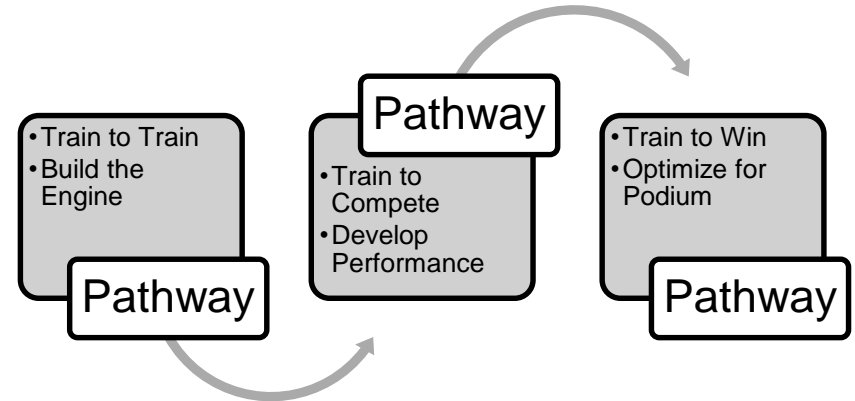 •Train to Train
•Build the
Engine
Pathway
Pathway
•Train to
Compete
•Develop
Performance
•Train to Win
•Optimize for
Podium
Pathway